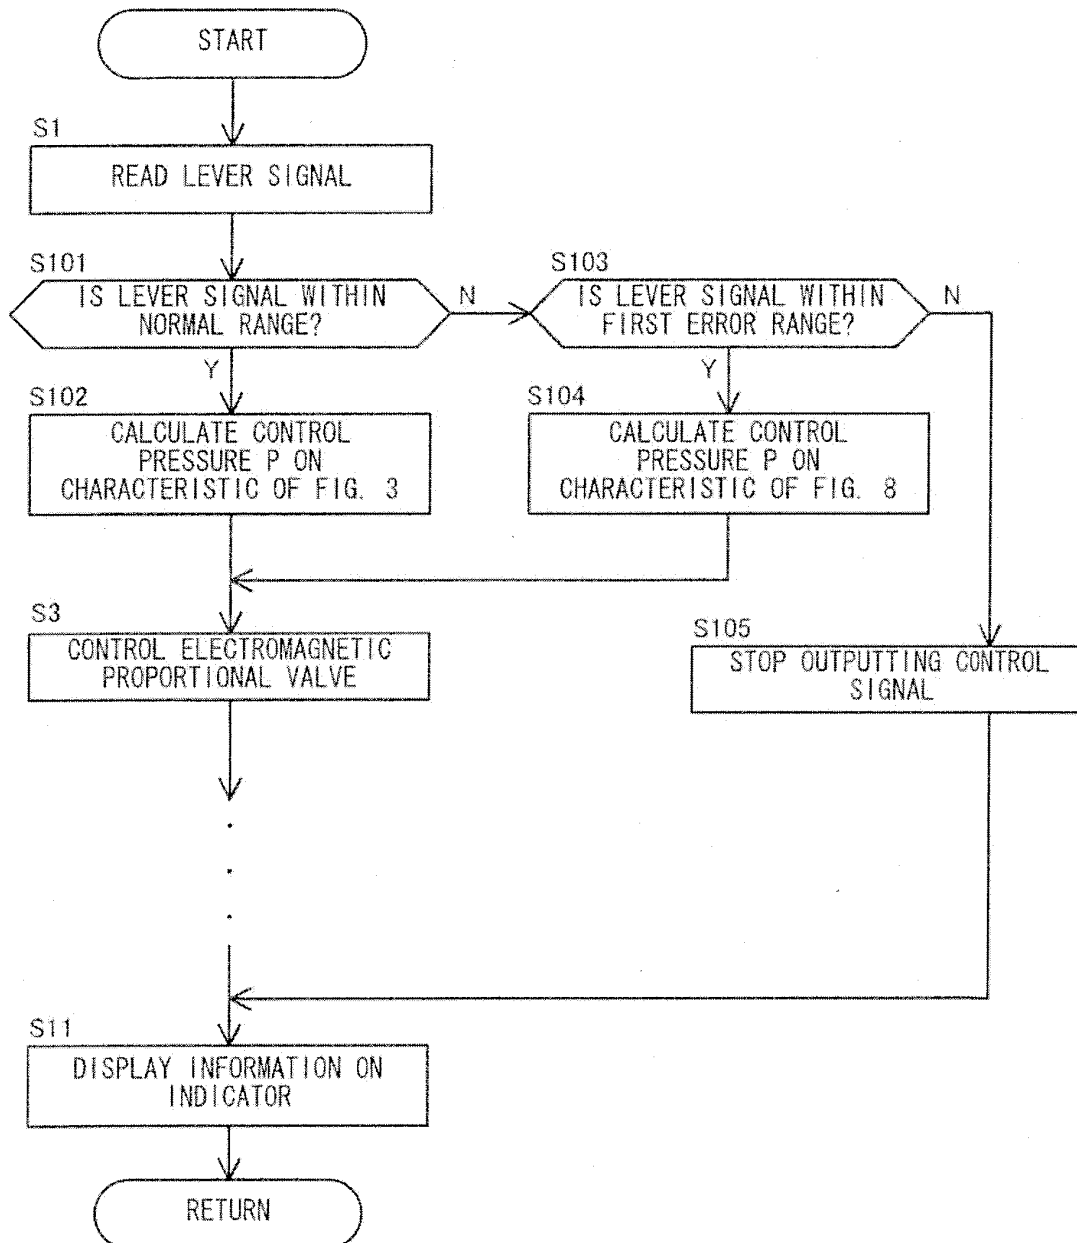 START
S1
READ LEVER SIGNAL
S101
IS LEVER SIGNAL WITHIN
NORMAL RANGE?
N
Y
S103
IS LEVER SIGNAL WITHIN
FIRST ERROR RANGE?
N
Y
S102
CALCULATE CONTROL
PRESSURE P ON
CHARACTERISTIC OF FIG. 3
S104
CALCULATE CONTROL
PRESSURE P ON
CHARACTERISTIC OF FIG. 8
S3
CONTROL ELECTROMAGNETIC
PROPORTIONAL VALVE
S105
STOP OUTPUTTING CONTROL
SIGNAL
S11
DISPLAY INFORMATION ON
INDICATOR
RETURN